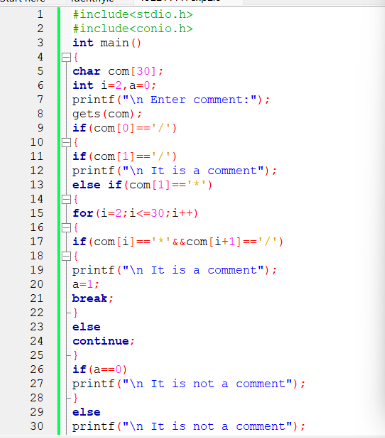 1 #include<stdio.h>
2 #include<conio.h>
3 int main()
4 {
5 char com[30];
6 int i=2,a=0;
7 printf("\n Enter comment:");
8 gets(com);
9 if(com[0]=='/')
10 {
11 if(com[1]=='/')
12 printf("\n It is a comment");
13 else if(com[1]=='*')
14 {
15 for(i=2;i<=30;i++)
16 {
17 if(com[i]=='*'&&com[i+1]=='/')
18 {
19 printf("\n It is a comment");
20 a=1;
21 break;
22 }
23 else
24 continue;
25 }
26 if(a==0)
27 printf("\n It is not a comment");
28 }
29 else
30 printf("\n It is not a comment");